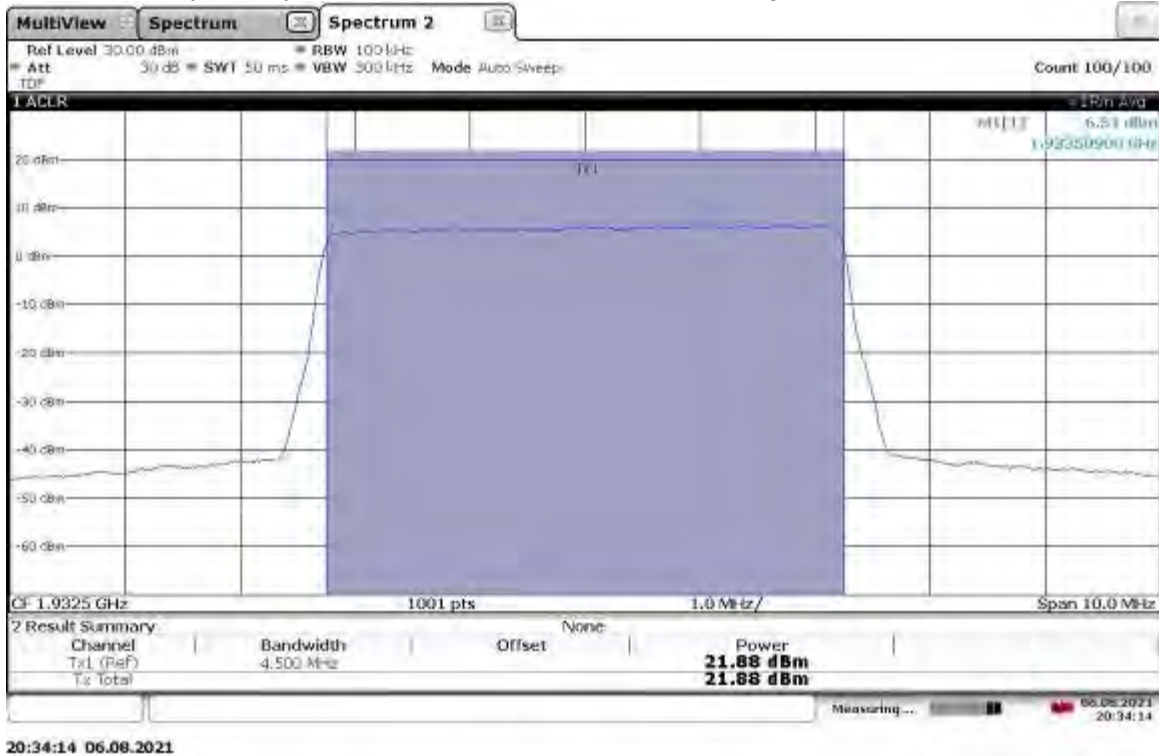 MultiView Spectrum Spectrum 2
Ref Level 30.00 dBm RBW 100 kHz
Att 30 dB SWT 50 ms VBW 300 kHz Mode Auto Sweep Count 100/100
TDF
1 ACLR 1Rm Avg
M1[1] 6.51 dBm
1.93350900 GHz
Tx1
20 dBm
10 dBm
0 dBm
-10 dBm
-20 dBm
-30 dBm
-40 dBm
-50 dBm
-60 dBm
CF 1.9325 GHz 1001 pts 1.0 MHz/ Span 10.0 MHz
2 Result Summary None
Channel Bandwidth Offset Power
Tx1 (Ref) 4.500 MHz 21.88 dBm
Tx Total 21.88 dBm
Measuring... 06.08.2021
20:34:14
20:34:14 06.08.2021